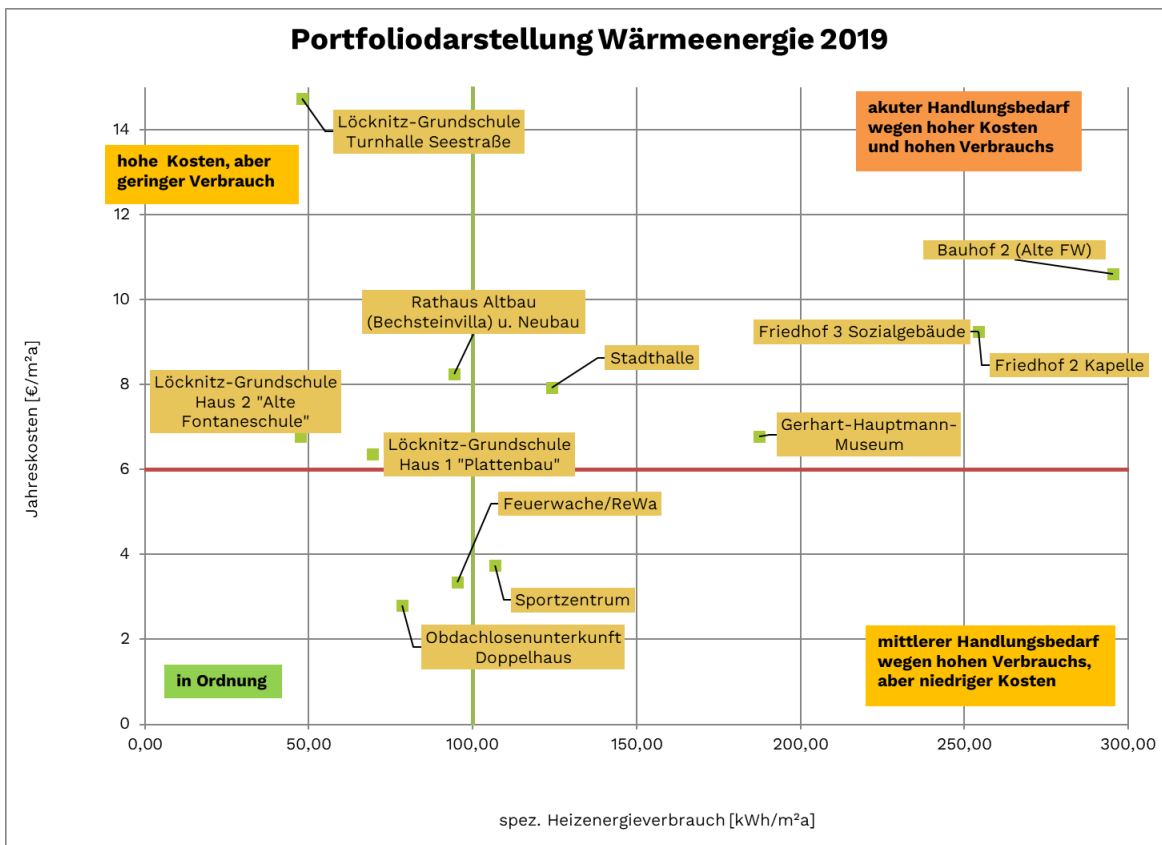 Portfoliodarstellung Wärmeenergie 2019
akuter Handlungsbedarf
wegen hoher Kosten
und hohen Verbrauchs
hohe Kosten, aber
geringer Verbrauch
Löcknitz-Grundschule
Turnhalle Seestraße
Bauhof 2 (Alte FW)
Rathaus Altbau
(Bechsteinvilla) u. Neubau
Friedhof 3 Sozialgebäude
Stadthalle
Friedhof 2 Kapelle
Löcknitz-Grundschule
Haus 2 "Alte
Fontaneschule"
Gerhart-Hauptmann-
Museum
Löcknitz-Grundschule
Haus 1 "Plattenbau"
Feuerwache/ReWa
Sportzentrum
Obdachlosenunterkunft
Doppelhaus
mittlerer Handlungsbedarf
wegen hohen Verbrauchs,
aber niedriger Kosten
in Ordnung
Jahreskosten [€/m²a]
14
12
10
8
6
4
2
0
0,00
50,00
100,00
150,00
200,00
250,00
300,00
spez. Heizenergieverbrauch [kWh/m²a]